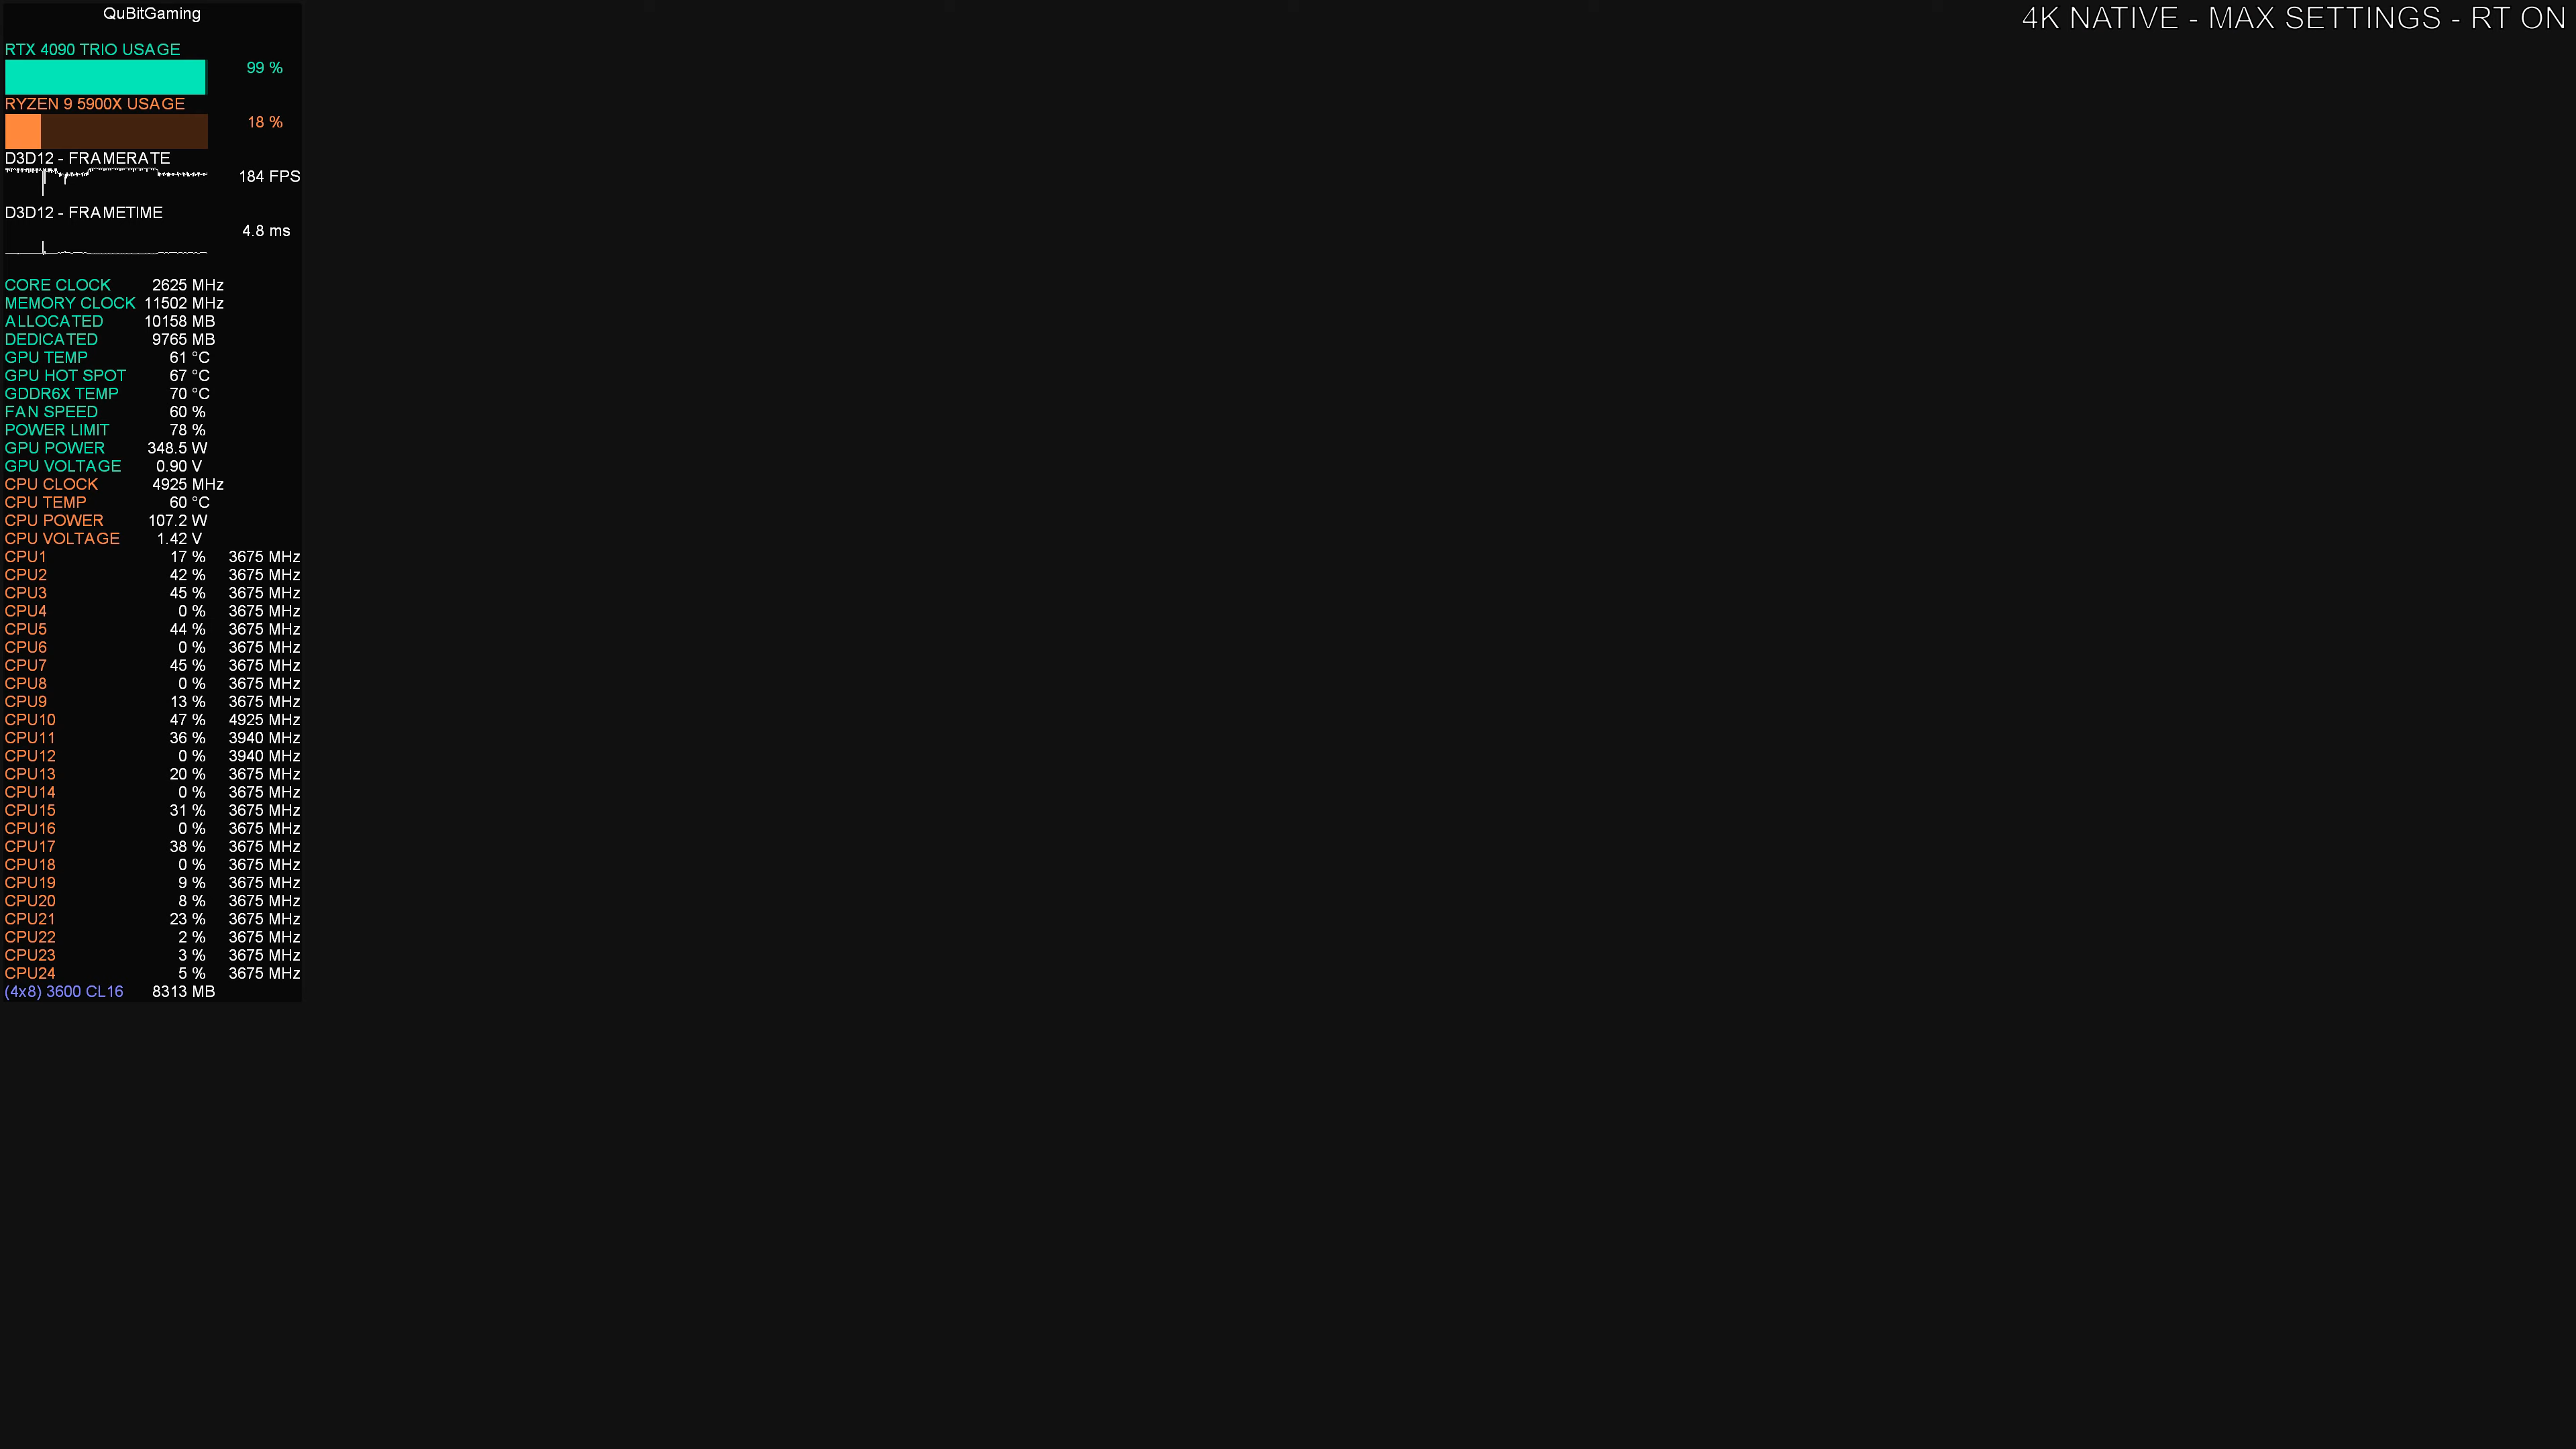 QuBitGaming
4K NATIVE - MAX SETTINGS - RT ON
RTX 4090 TRIO USAGE
99 %
RYZEN 9 5900X USAGE
18 %
D3D12 - FRAMERATE
184 FPS
D3D12 - FRAMETIME
4.8 ms
CORE CLOCK 2625 MHz
MEMORY CLOCK 11502 MHz
ALLOCATED 10158 MB
DEDICATED 9765 MB
GPU TEMP 61 °C
GPU HOT SPOT 67 °C
GDDR6X TEMP 70 °C
FAN SPEED 60 %
POWER LIMIT 78 %
GPU POWER 348.5 W
GPU VOLTAGE 0.90 V
CPU CLOCK 4925 MHz
CPU TEMP 60 °C
CPU POWER 107.2 W
CPU VOLTAGE 1.42 V
CPU1 17 % 3675 MHz
CPU2 42 % 3675 MHz
CPU3 45 % 3675 MHz
CPU4 0 % 3675 MHz
CPU5 44 % 3675 MHz
CPU6 0 % 3675 MHz
CPU7 45 % 3675 MHz
CPU8 0 % 3675 MHz
CPU9 13 % 3675 MHz
CPU10 47 % 4925 MHz
CPU11 36 % 3940 MHz
CPU12 0 % 3940 MHz
CPU13 20 % 3675 MHz
CPU14 0 % 3675 MHz
CPU15 31 % 3675 MHz
CPU16 0 % 3675 MHz
CPU17 38 % 3675 MHz
CPU18 0 % 3675 MHz
CPU19 9 % 3675 MHz
CPU20 8 % 3675 MHz
CPU21 23 % 3675 MHz
CPU22 2 % 3675 MHz
CPU23 3 % 3675 MHz
CPU24 5 % 3675 MHz
(4x8) 3600 CL16 8313 MB